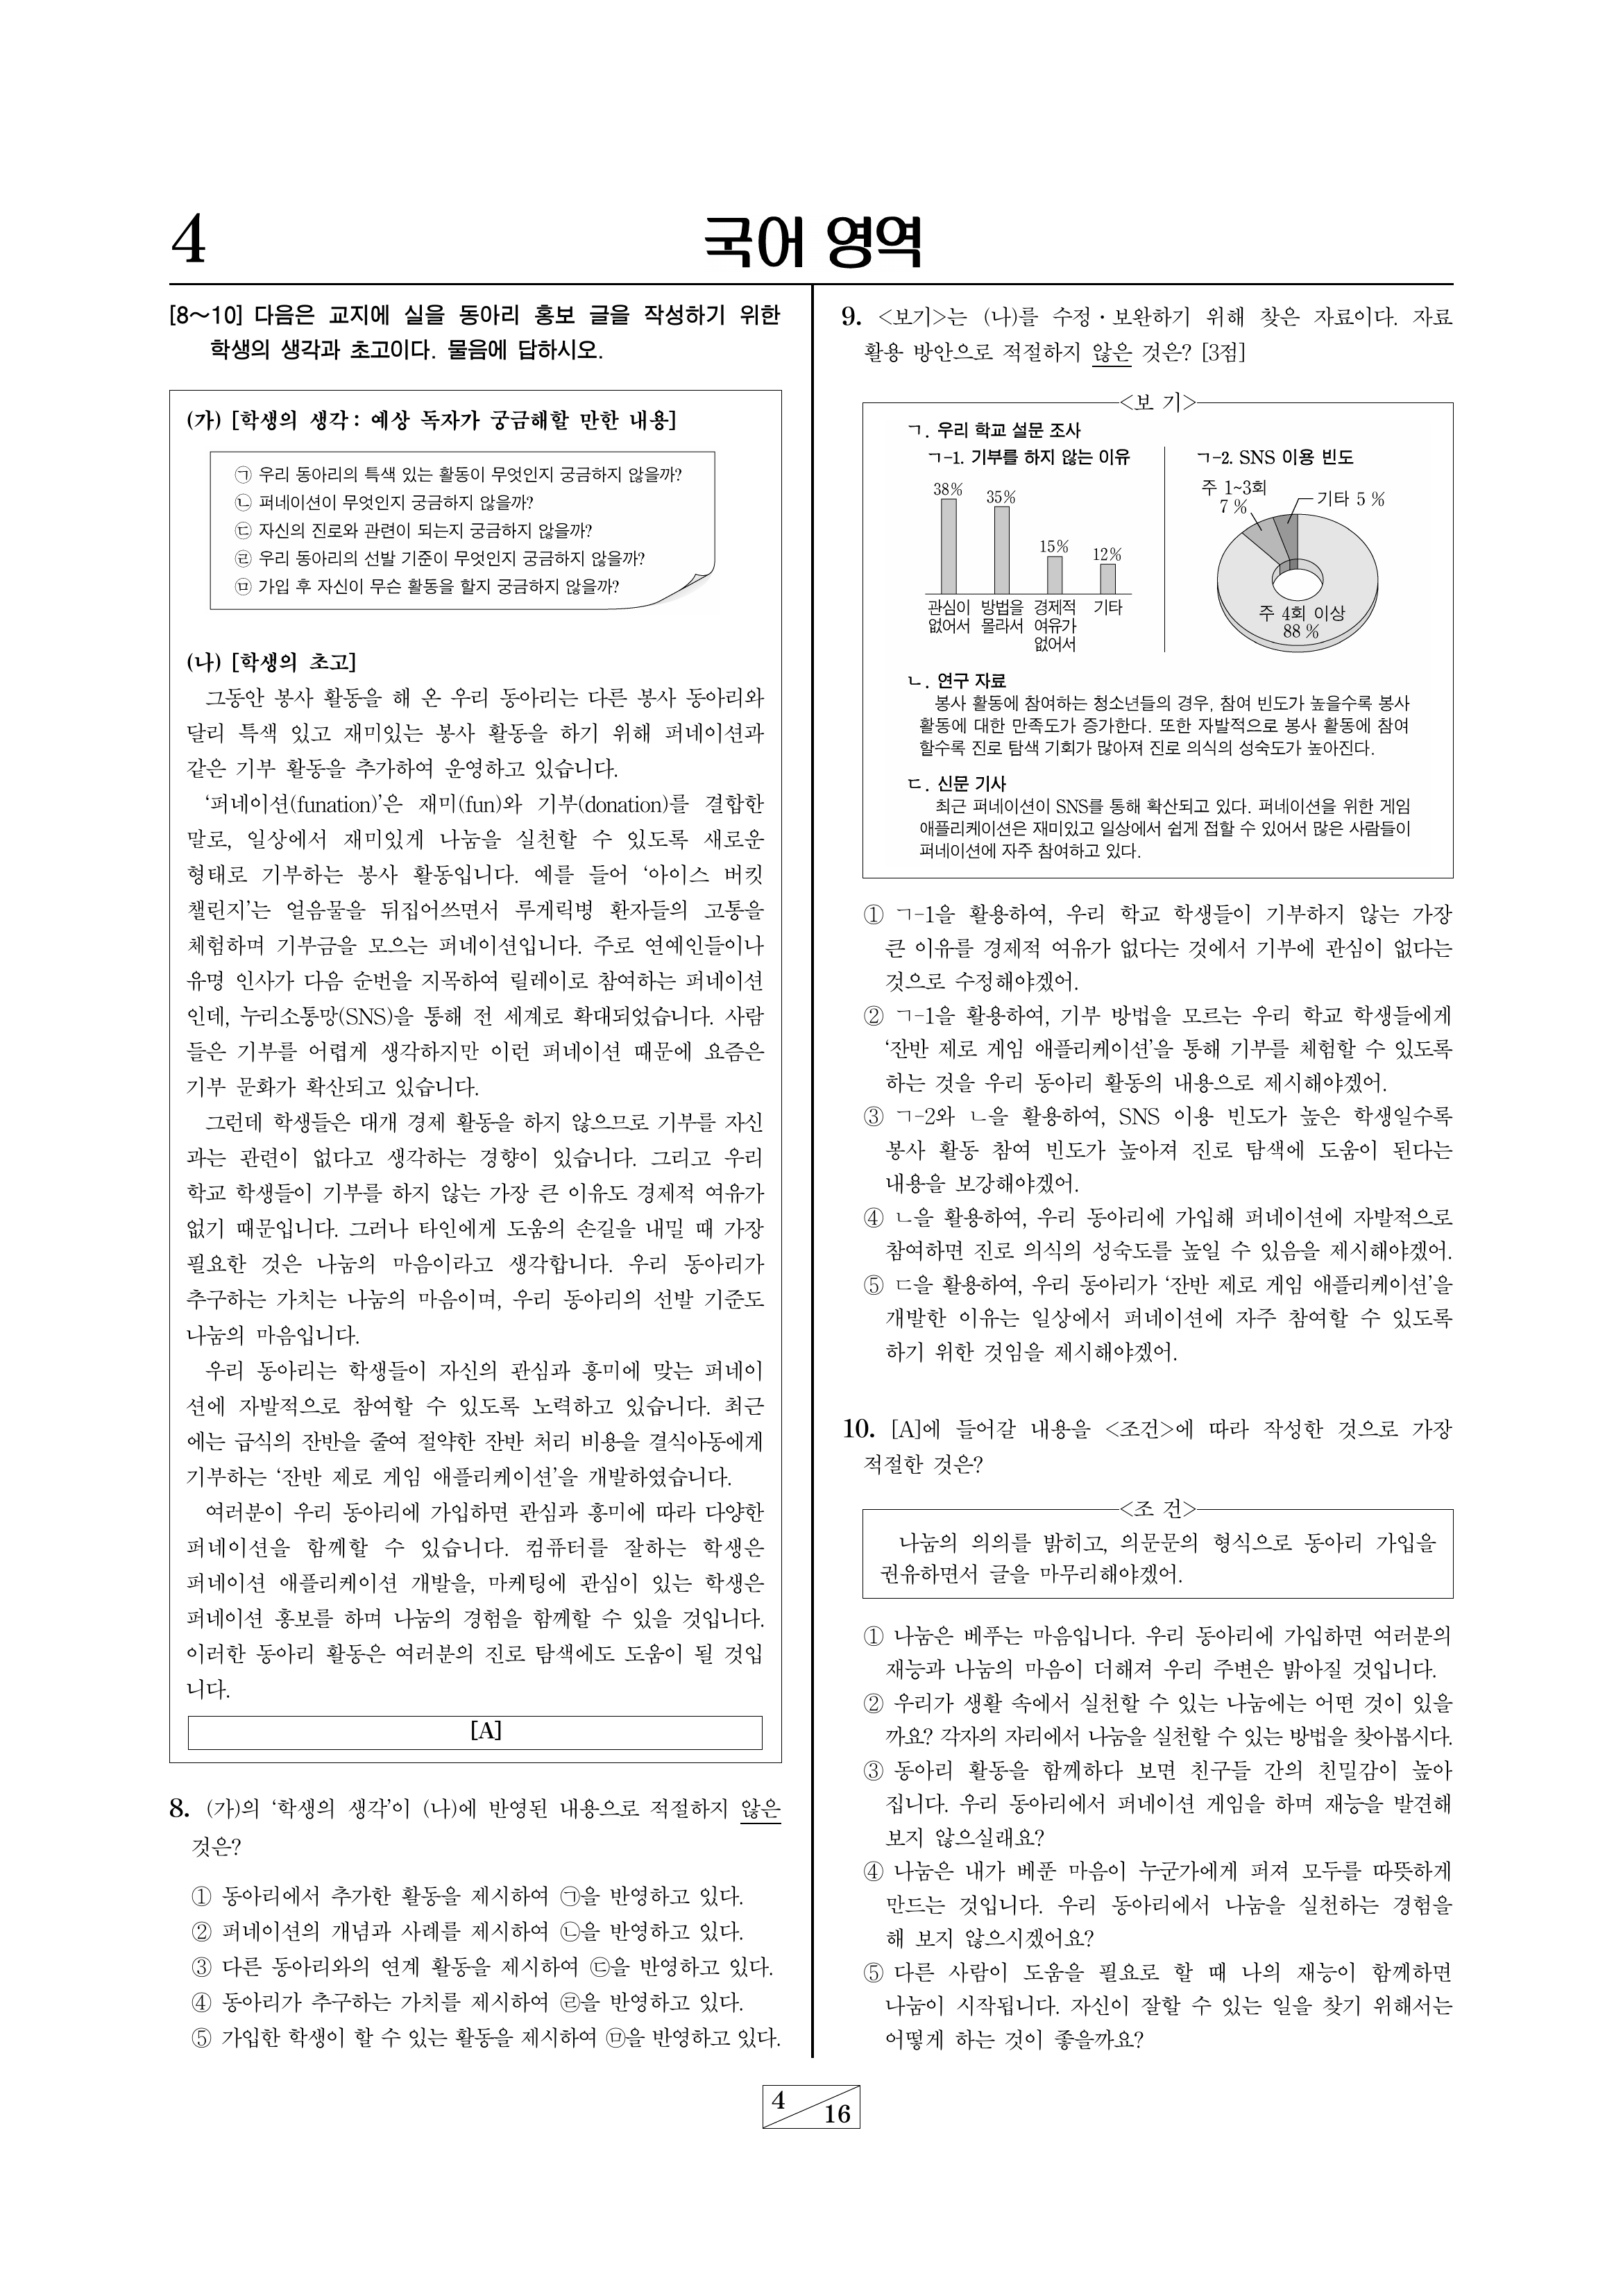 4
국어 영역
[8～10] 다음은 교지에 실을 동아리 홍보 글을 작성하기 위한
학생의 생각과 초고이다. 물음에 답하시오.
(가) [학생의 생각 : 예상 독자가 궁금해할 만한 내용]
㉠ 우리 동아리의 특색 있는 활동이 무엇인지 궁금하지 않을까?
㉡ 퍼네이션이 무엇인지 궁금하지 않을까?
㉢ 자신의 진로와 관련이 되는지 궁금하지 않을까?
㉣ 우리 동아리의 선발 기준이 무엇인지 궁금하지 않을까?
㉤ 가입 후 자신이 무슨 활동을 할지 궁금하지 않을까?
(나) [학생의 초고]
그동안 봉사 활동을 해 온 우리 동아리는 다른 봉사 동아리와
달리 특색 있고 재미있는 봉사 활동을 하기 위해 퍼네이션과
같은 기부 활동을 추가하여 운영하고 있습니다.
‘퍼네이션(funation)’은 재미(fun)와 기부(donation)를 결합한
말로, 일상에서 재미있게 나눔을 실천할 수 있도록 새로운
형태로 기부하는 봉사 활동입니다. 예를 들어 ‘아이스 버킷
챌린지’는 얼음물을 뒤집어쓰면서 루게릭병 환자들의 고통을
체험하며 기부금을 모으는 퍼네이션입니다. 주로 연예인들이나
유명 인사가 다음 순번을 지목하여 릴레이로 참여하는 퍼네이션
인데, 누리소통망(SNS)을 통해 전 세계로 확대되었습니다. 사람
들은 기부를 어렵게 생각하지만 이런 퍼네이션 때문에 요즘은
기부 문화가 확산되고 있습니다.
그런데 학생들은 대개 경제 활동을 하지 않으므로 기부를 자신
과는 관련이 없다고 생각하는 경향이 있습니다. 그리고 우리
학교 학생들이 기부를 하지 않는 가장 큰 이유도 경제적 여유가
없기 때문입니다. 그러나 타인에게 도움의 손길을 내밀 때 가장
필요한 것은 나눔의 마음이라고 생각합니다. 우리 동아리가
추구하는 가치는 나눔의 마음이며, 우리 동아리의 선발 기준도
나눔의 마음입니다.
우리 동아리는 학생들이 자신의 관심과 흥미에 맞는 퍼네이
션에 자발적으로 참여할 수 있도록 노력하고 있습니다. 최근
에는 급식의 잔반을 줄여 절약한 잔반 처리 비용을 결식아동에게
기부하는 ‘잔반 제로 게임 애플리케이션’을 개발하였습니다.
여러분이 우리 동아리에 가입하면 관심과 흥미에 따라 다양한
퍼네이션을 함께할 수 있습니다. 컴퓨터를 잘하는 학생은
퍼네이션 애플리케이션 개발을, 마케팅에 관심이 있는 학생은
퍼네이션 홍보를 하며 나눔의 경험을 함께할 수 있을 것입니다.
이러한 동아리 활동은 여러분의 진로 탐색에도 도움이 될 것입
니다.
[A]
8. (가)의 ‘학생의 생각’이 (나)에 반영된 내용으로 적절하지 않은
것은?
① 동아리에서 추가한 활동을 제시하여 ㉠을 반영하고 있다.
② 퍼네이션의 개념과 사례를 제시하여 ㉡을 반영하고 있다.
③ 다른 동아리와의 연계 활동을 제시하여 ㉢을 반영하고 있다.
④ 동아리가 추구하는 가치를 제시하여 ㉣을 반영하고 있다.
⑤ 가입한 학생이 할 수 있는 활동을 제시하여 ㉤을 반영하고 있다.
9. <보기>는 (나)를 수정·보완하기 위해 찾은 자료이다. 자료
활용 방안으로 적절하지 않은 것은? [3점]
<보 기>
ㄱ. 우리 학교 설문 조사
ㄱ-1. 기부를 하지 않는 이유
38%
35%
15%
12%
관심이 방법을 경제적 기타
없어서 몰라서 여유가
없어서
ㄱ-2. SNS 이용 빈도
주 1~3회
7 %
기타 5 %
주 4회 이상
88 %
ㄴ. 연구 자료
봉사 활동에 참여하는 청소년들의 경우, 참여 빈도가 높을수록 봉사
활동에 대한 만족도가 증가한다. 또한 자발적으로 봉사 활동에 참여
할수록 진로 탐색 기회가 많아져 진로 의식의 성숙도가 높아진다.
ㄷ. 신문 기사
최근 퍼네이션이 SNS를 통해 확산되고 있다. 퍼네이션을 위한 게임
애플리케이션은 재미있고 일상에서 쉽게 접할 수 있어서 많은 사람들이
퍼네이션에 자주 참여하고 있다.
① ㄱ-1을 활용하여, 우리 학교 학생들이 기부하지 않는 가장
큰 이유를 경제적 여유가 없다는 것에서 기부에 관심이 없다는
것으로 수정해야겠어.
② ㄱ-1을 활용하여, 기부 방법을 모르는 우리 학교 학생들에게
‘잔반 제로 게임 애플리케이션’을 통해 기부를 체험할 수 있도록
하는 것을 우리 동아리 활동의 내용으로 제시해야겠어.
③ ㄱ-2와 ㄴ을 활용하여, SNS 이용 빈도가 높은 학생일수록
봉사 활동 참여 빈도가 높아져 진로 탐색에 도움이 된다는
내용을 보강해야겠어.
④ ㄴ을 활용하여, 우리 동아리에 가입해 퍼네이션에 자발적으로
참여하면 진로 의식의 성숙도를 높일 수 있음을 제시해야겠어.
⑤ ㄷ을 활용하여, 우리 동아리가 ‘잔반 제로 게임 애플리케이션’을
개발한 이유는 일상에서 퍼네이션에 자주 참여할 수 있도록
하기 위한 것임을 제시해야겠어.
10. [A]에 들어갈 내용을 <조건>에 따라 작성한 것으로 가장
적절한 것은?
<조 건>
나눔의 의의를 밝히고, 의문문의 형식으로 동아리 가입을
권유하면서 글을 마무리해야겠어.
① 나눔은 베푸는 마음입니다. 우리 동아리에 가입하면 여러분의
재능과 나눔의 마음이 더해져 우리 주변은 밝아질 것입니다.
② 우리가 생활 속에서 실천할 수 있는 나눔에는 어떤 것이 있을
까요? 각자의 자리에서 나눔을 실천할 수 있는 방법을 찾아봅시다.
③ 동아리 활동을 함께하다 보면 친구들 간의 친밀감이 높아
집니다. 우리 동아리에서 퍼네이션 게임을 하며 재능을 발견해
보지 않으실래요?
④ 나눔은 내가 베푼 마음이 누군가에게 퍼져 모두를 따뜻하게
만드는 것입니다. 우리 동아리에서 나눔을 실천하는 경험을
해 보지 않으시겠어요?
⑤ 다른 사람이 도움을 필요로 할 때 나의 재능이 함께하면
나눔이 시작됩니다. 자신이 잘할 수 있는 일을 찾기 위해서는
어떻게 하는 것이 좋을까요?
4
16